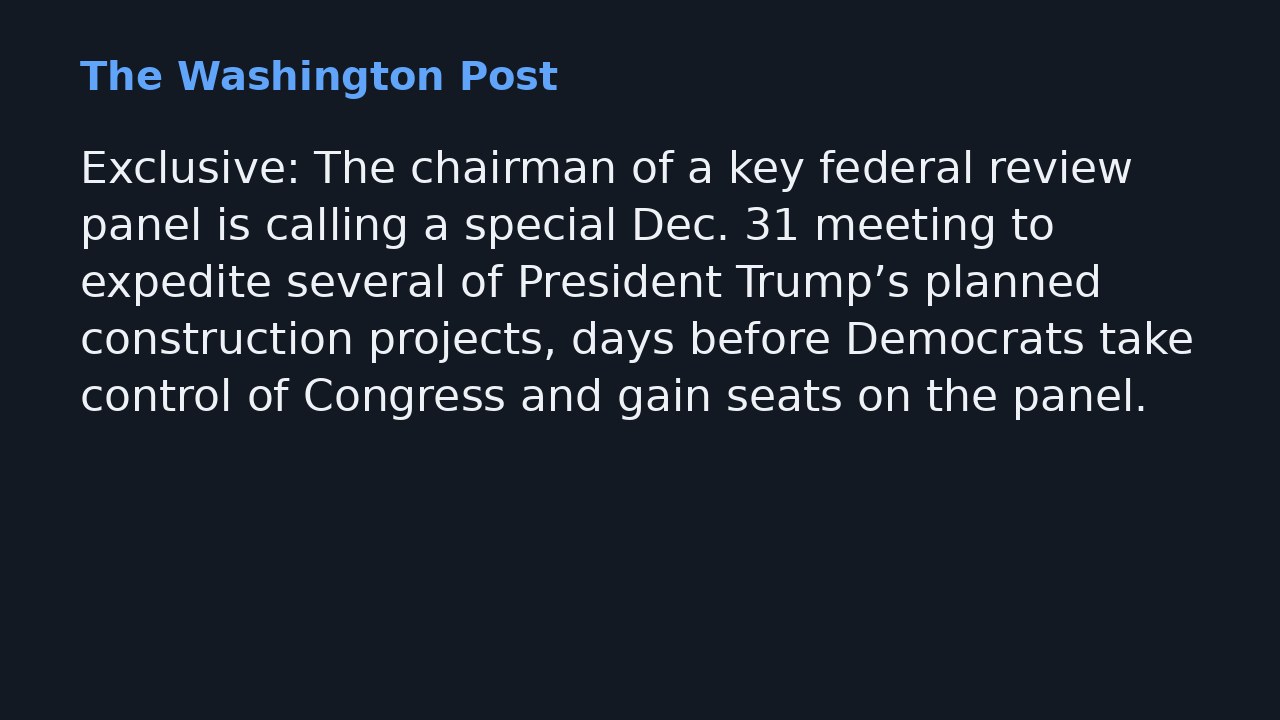 The Washington Post
Exclusive: The chairman of a key federal review
panel is calling a special Dec. 31 meeting to
expedite several of President Trump’s planned
construction projects, days before Democrats take
control of Congress and gain seats on the panel.